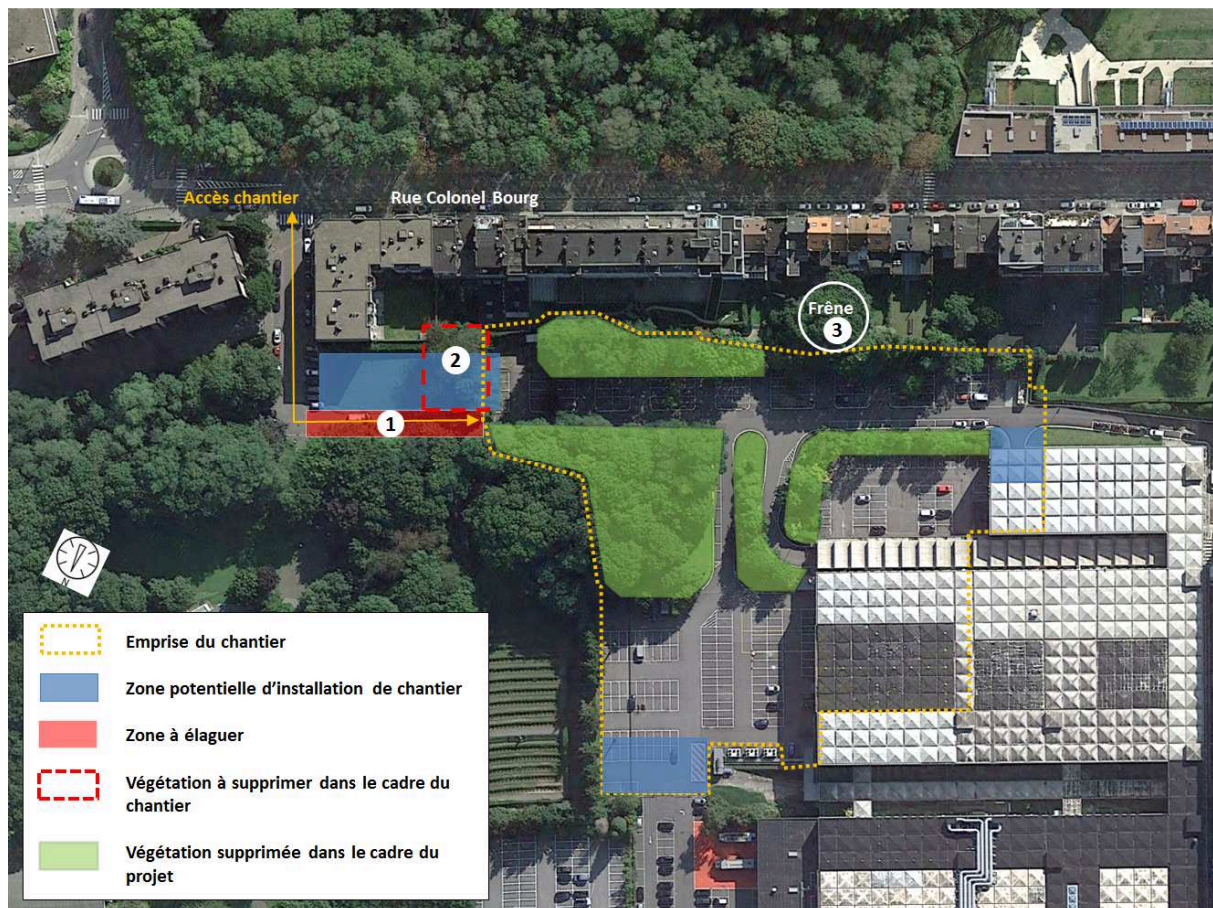 Accès chantier
Rue Colonel Bourg
Frêne
3
2
1
N
Emprise du chantier
Zone potentielle d'installation de chantier
Zone à élaguer
Végétation à supprimer dans le cadre du
chantier
Végétation supprimée dans le cadre du
projet